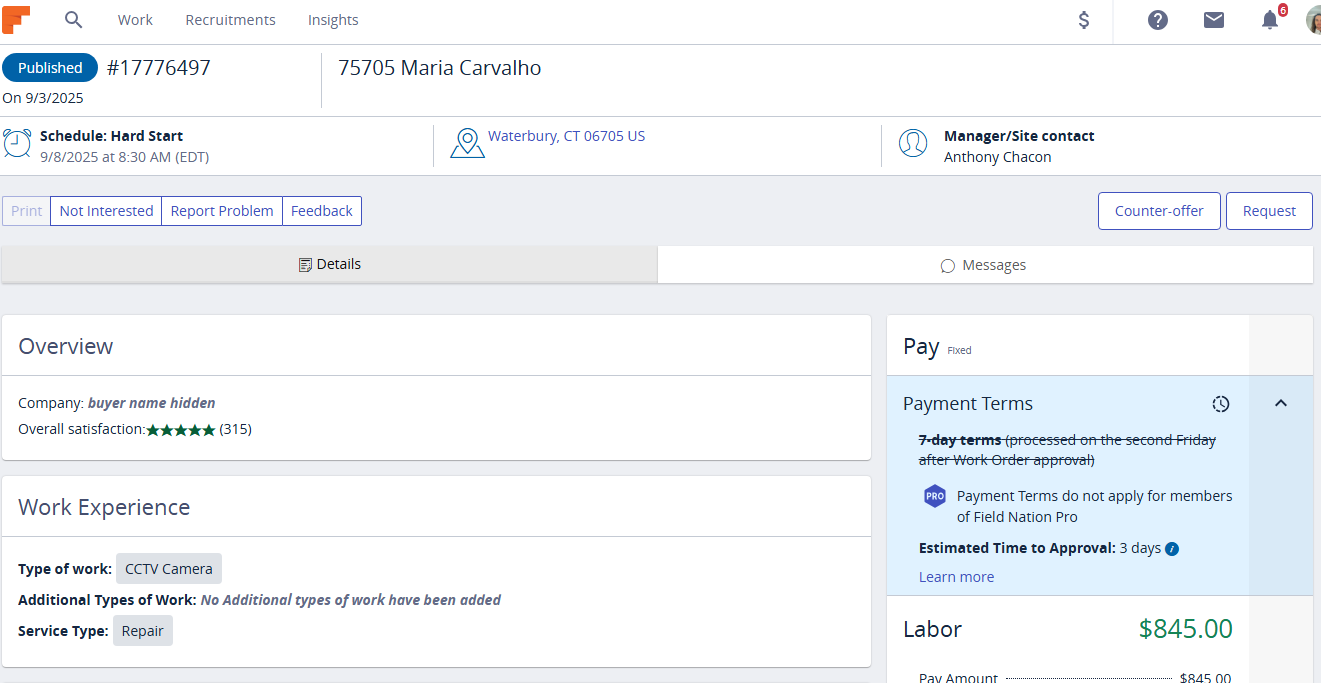 Work Recruitments Insights $ 6
Published #17776497 75705 Maria Carvalho
On 9/3/2025
Schedule: Hard Start
9/8/2025 at 8:30 AM (EDT)
Waterbury, CT 06705 US
Manager/Site contact
Anthony Chacon
Print Not Interested Report Problem Feedback Counter-offer Request
Details Messages
Overview
Company: buyer name hidden
Overall satisfaction:★★★★★ (315)
Work Experience
Type of work: CCTV Camera
Additional Types of Work: No Additional types of work have been added
Service Type: Repair
Pay Fixed
Payment Terms
7-day terms (processed on the second Friday
after Work Order approval)
PRO Payment Terms do not apply for members
of Field Nation Pro
Estimated Time to Approval: 3 days
Learn more
Labor $845.00
Pay Amount $845.00